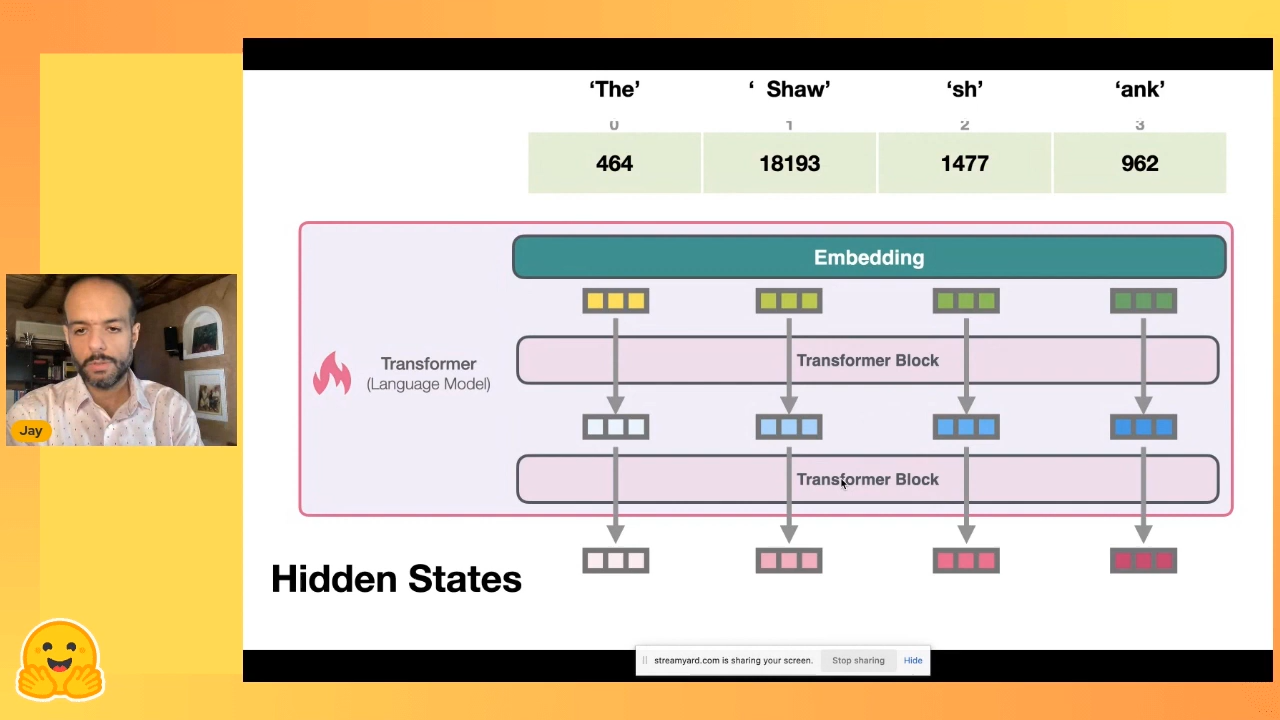 ‘The’ ‘ Shaw’ ‘sh’ ‘ank’
0 1 2 3
464 18193 1477 962
Embedding
Transformer Block
Transformer
(Language Model)
Jay
Transformer Block
Hidden States
streamyard.com is sharing your screen. Stop sharing Hide